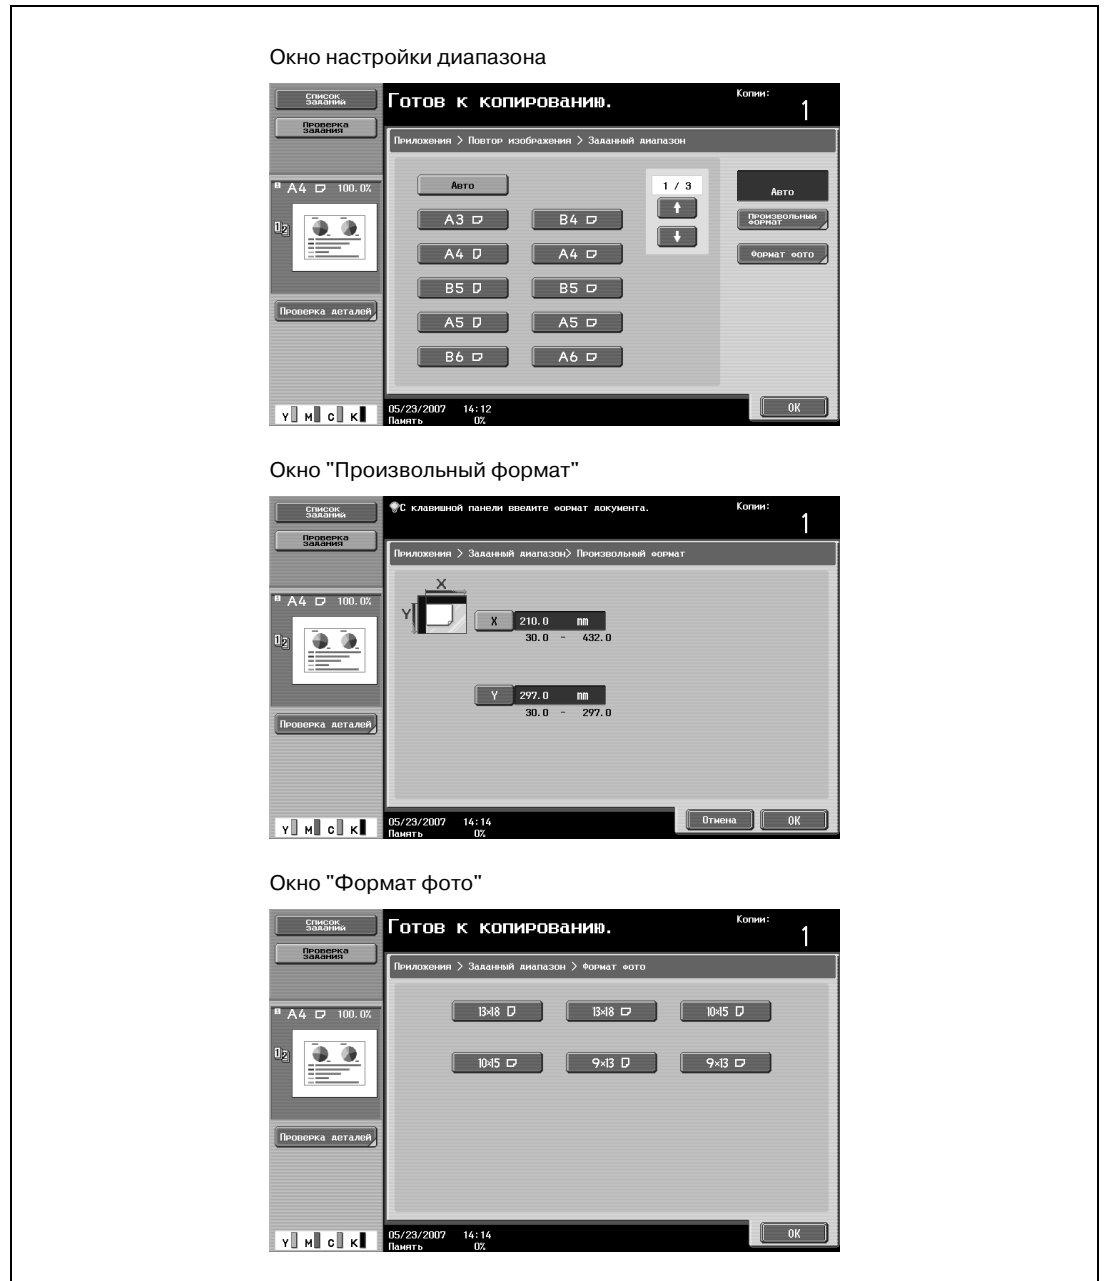 Окно настройки диапазона
Список заданий
Проверка задания
Готов к копированию.
Копии:
1
Приложения > Повтор изображения > Заданный диапазон
A4 100.0%
1 2
Авто
1 / 3
Авто
A3
B4
Произвольный формат
A4
A4
Формат фото
B5
B5
Проверка деталей
A5
A5
B6
A6
OK
Y M C K
05/23/2007 14:12
Память 0%
Окно "Произвольный формат"
Список заданий
Проверка задания
С клавишной панели введите формат документа.
Копии:
1
Приложения > Заданный диапазон> Произвольный формат
A4 100.0%
1 2
X
Y
X 210.0 mm
30.0 - 432.0
Y 297.0 mm
30.0 - 297.0
Проверка деталей
Отмена
OK
Y M C K
05/23/2007 14:14
Память 0%
Окно "Формат фото"
Список заданий
Проверка задания
Готов к копированию.
Копии:
1
Приложения > Заданный диапазон > Формат фото
A4 100.0%
1 2
13×18
13×18
10×15
10×15
9×13
9×13
Проверка деталей
OK
Y M C K
05/23/2007 14:14
Память 0%